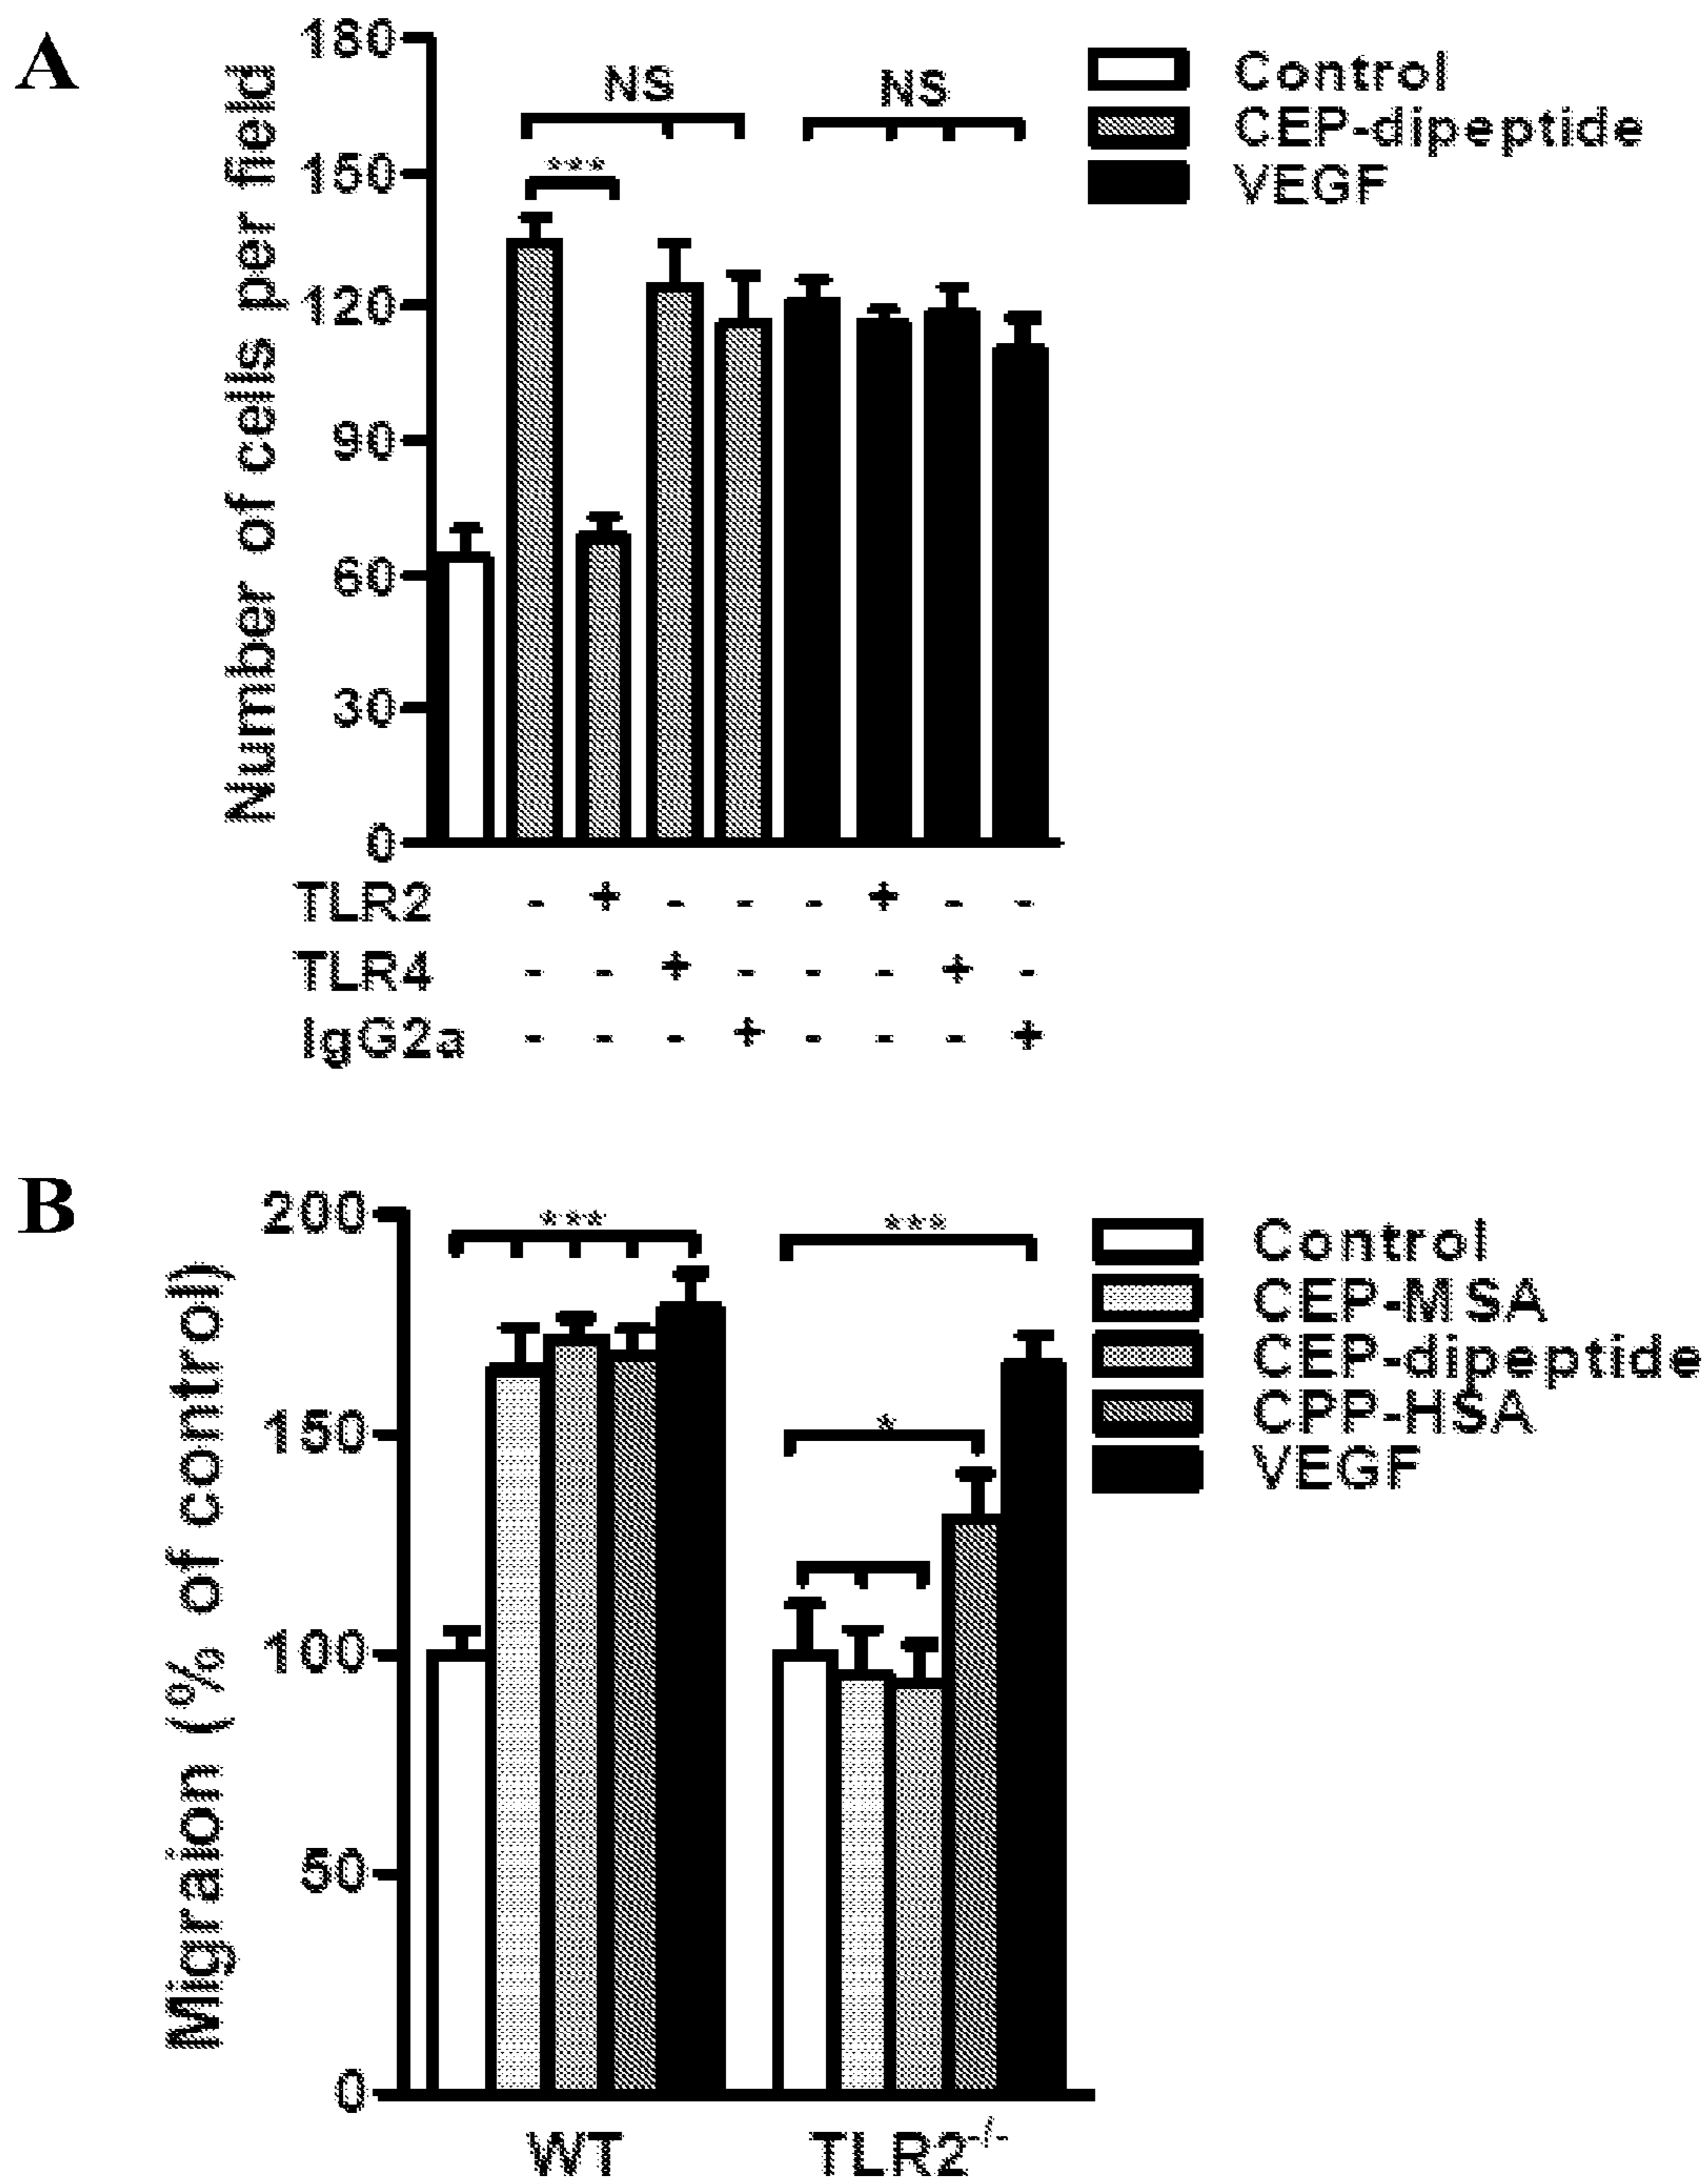 A
180
150
120
90
60
30
0
Number of cells per field
NS
NS
***
Control
CEP-dipeptide
VEGF
TLR2 - + - - - + - -
TLR4 - - + - - - + -
IgG2a - - - + - - - +
B
200
150
100
50
0
Migraion (% of control)
***
***
*
Control
CEP-MSA
CEP-dipeptide
CPP-HSA
VEGF
WT
TLR2-/-